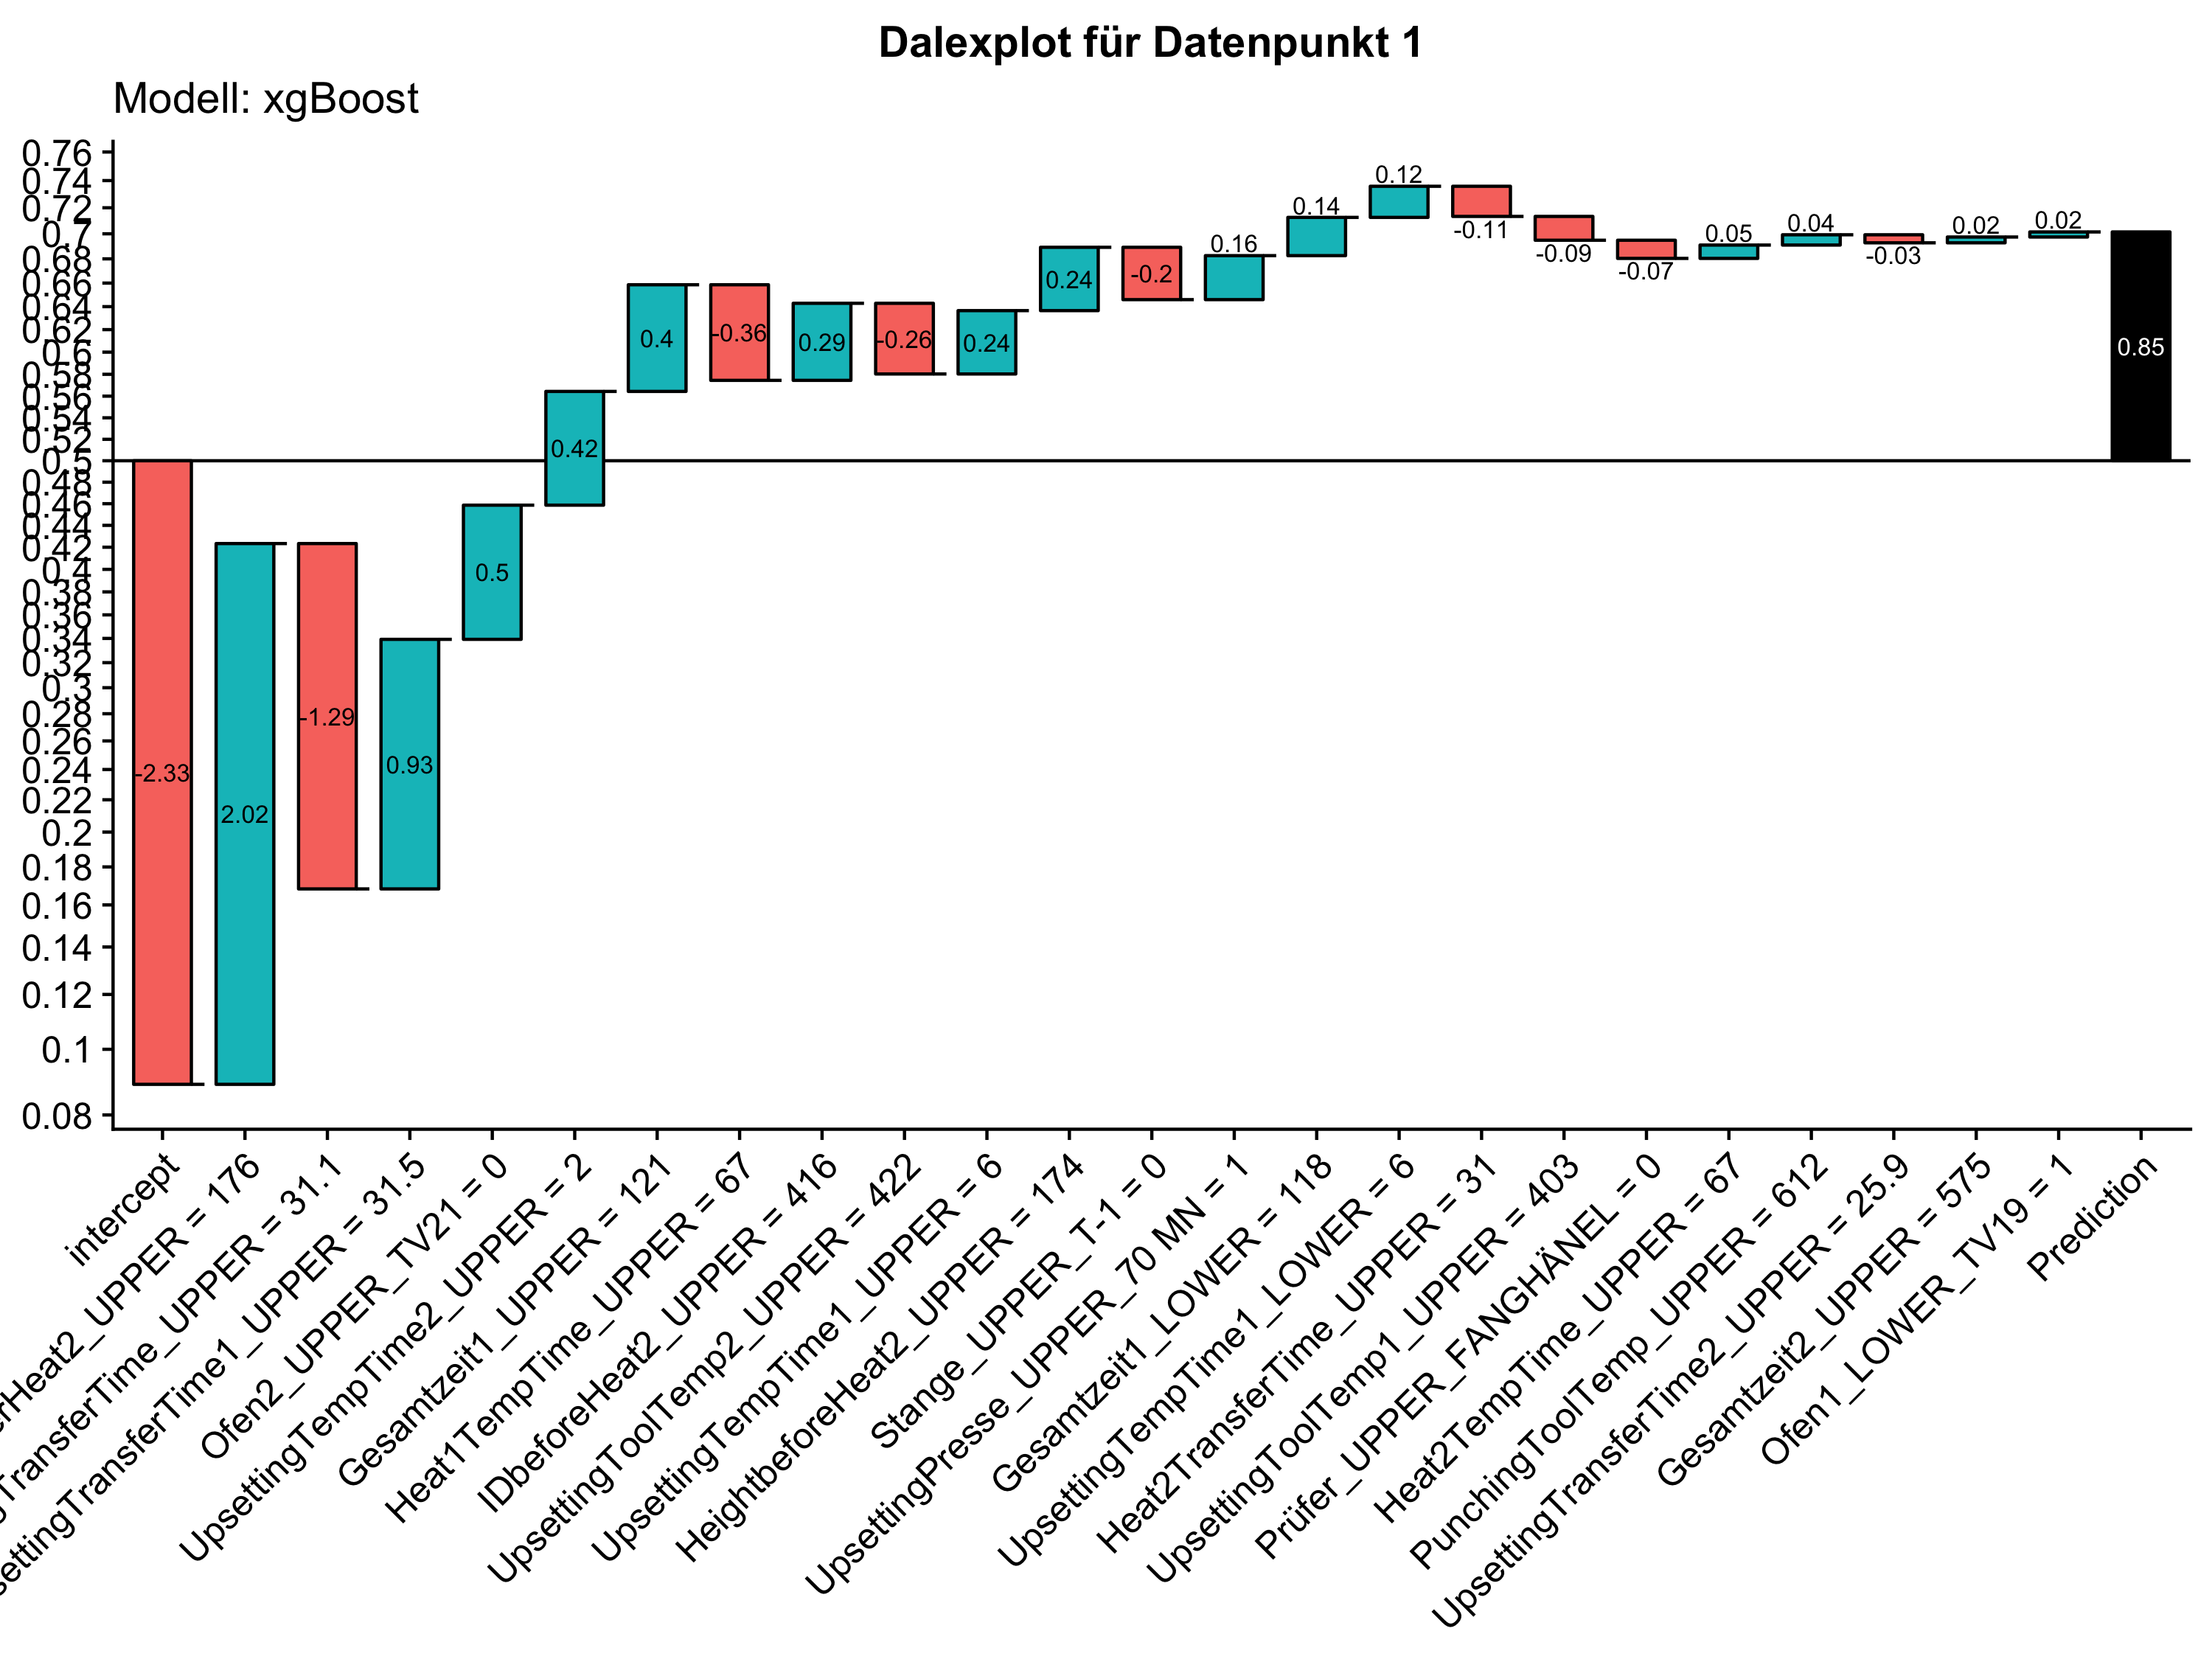 Dalexplot für Datenpunkt 1
Modell: xgBoost
0.76
0.74
0.72
0.7
0.68
0.66
0.64
0.62
0.6
0.58
0.56
0.54
0.52
0.5
0.48
0.46
0.44
0.42
0.4
0.38
0.36
0.34
0.32
0.3
0.28
0.26
0.24
0.22
0.2
0.18
0.16
0.14
0.12
0.1
0.08
-2.33
2.02
-1.29
0.93
0.5
0.42
0.4
-0.36
0.29
-0.26
0.24
0.24
-0.2
0.16
0.14
0.12
-0.11
-0.09
-0.07
0.05
0.04
-0.03
0.02
0.02
0.85
intercept
erHeat2_UPPER = 176
gTransferTime_UPPER = 31.1
settingTransferTime1_UPPER = 31.5
Ofen2_UPPER_TV21 = 0
UpsettingTempTime2_UPPER = 2
Gesamtzeit1_UPPER = 121
Heat1TempTime_UPPER = 67
IDbeforeHeat2_UPPER = 416
UpsettingToolTemp2_UPPER = 422
UpsettingTempTime1_UPPER = 6
HeightbeforeHeat2_UPPER = 174
Stange_UPPER_T-1 = 0
UpsettingPresse_UPPER_70 MN = 1
Gesamtzeit1_LOWER = 118
UpsettingTempTime1_LOWER = 6
Heat2TransferTime_UPPER = 31
UpsettingToolTemp1_UPPER = 403
Prüfer_UPPER_FANGHÄNEL = 0
Heat2TempTime_UPPER = 67
PunchingToolTemp_UPPER = 612
UpsettingTransferTime2_UPPER = 25.9
Gesamtzeit2_UPPER = 575
Ofen1_LOWER_TV19 = 1
Prediction